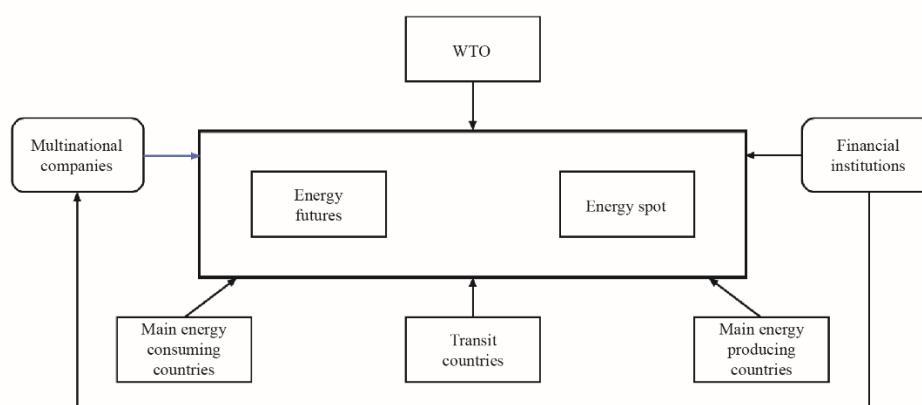 WTO
Multinational
companies
Financial
institutions
Energy
futures
Energy spot
Main energy
consuming
countries
Transit
countries
Main energy
producing
countries